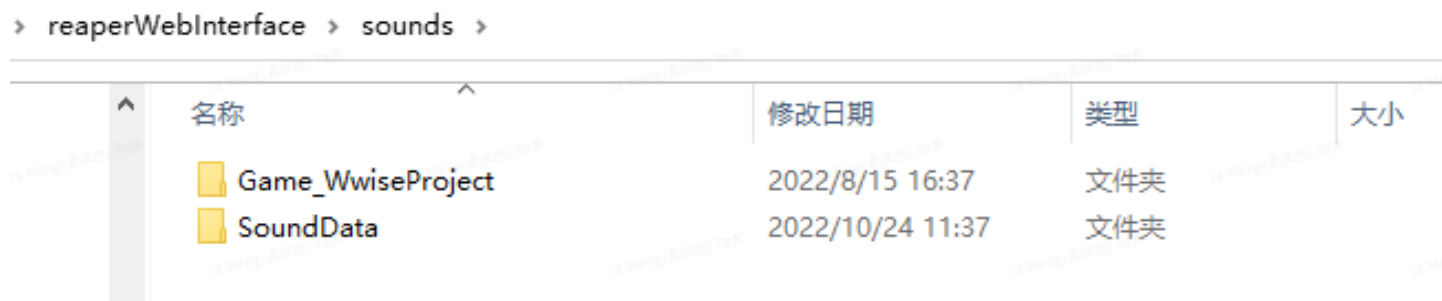 › reaperWebInterface › sounds ›
名称 修改日期 类型 大小
Game_WwiseProject 2022/8/15 16:37 文件夹
SoundData 2022/10/24 11:37 文件夹